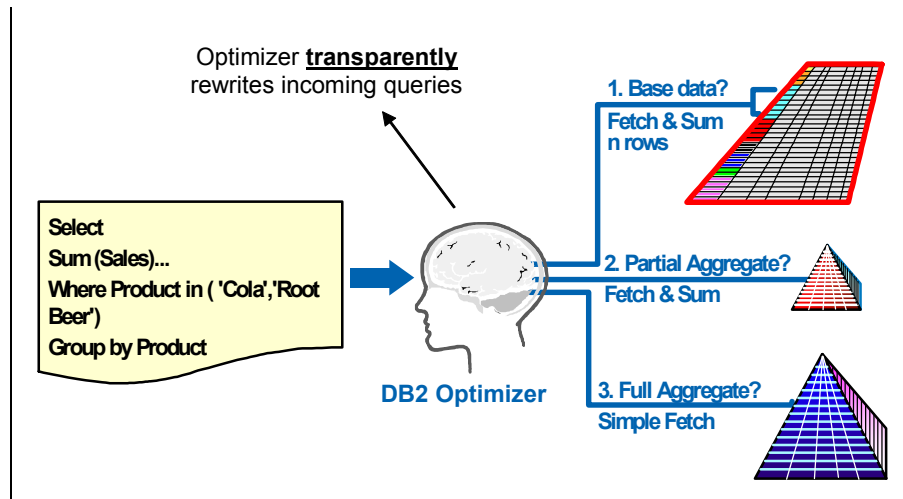 Optimizer transparently
rewrites incoming queries
Select
Sum (Sales)...
Where Product in ( 'Cola','Root
Beer')
Group by Product
DB2 Optimizer
1. Base data?
Fetch & Sum
n rows
2. Partial Aggregate?
Fetch & Sum
3. Full Aggregate?
Simple Fetch